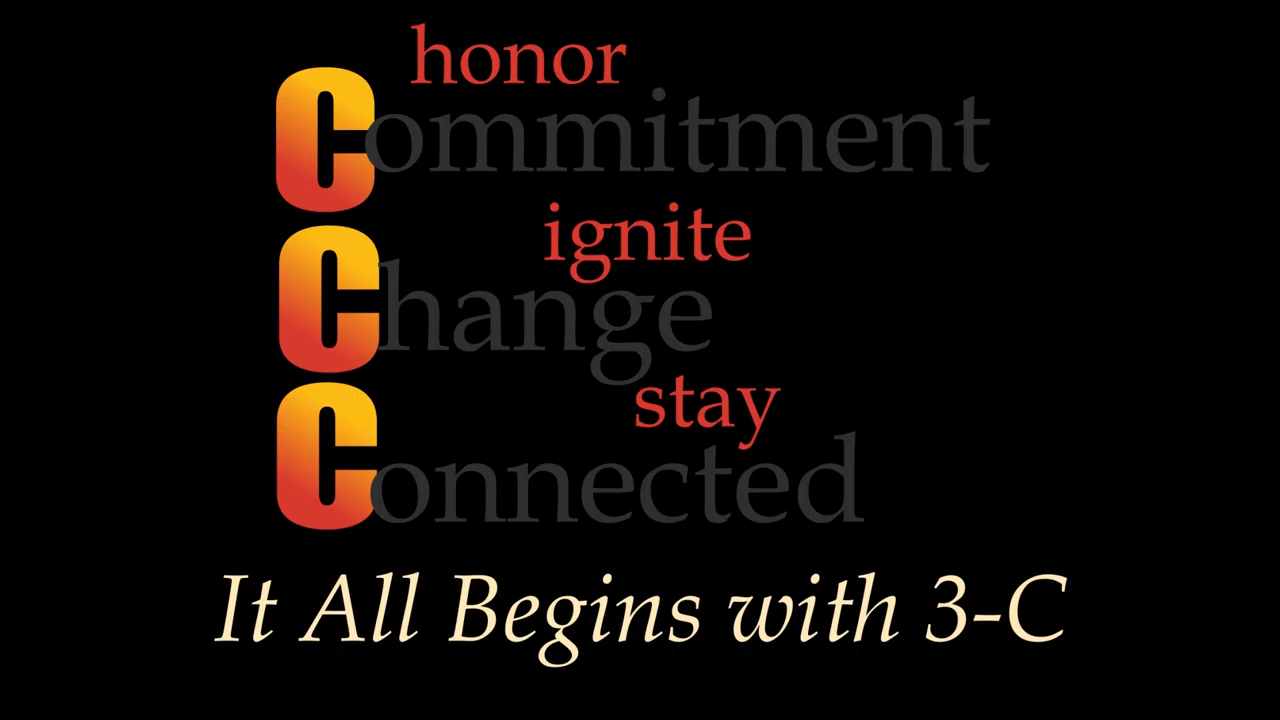 honor
Commitment
ignite
Change
stay
Connected
It All Begins with 3-C